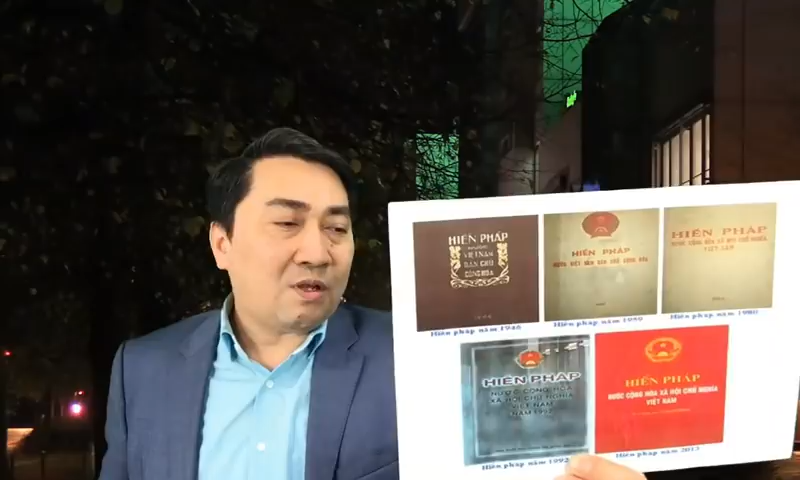 HIẾN PHÁP
VIETNAM
DÂN CHỦ
CỘNG HÒA
Hiến pháp năm 1946
HIẾN PHÁP
NƯỚC VIỆT NAM DÂN CHỦ CỘNG HÒA
Hiến pháp năm 1959
HIẾN PHÁP
NƯỚC CỘNG HÒA XÃ HỘI CHỦ NGHĨA
VIỆT NAM
Hiến pháp năm 1980
HIẾN PHÁP
NƯỚC CỘNG HÒA
XÃ HỘI CHỦ NGHĨA
VIỆT NAM
NĂM 1992
Hiến pháp năm 1992
HIẾN PHÁP
NƯỚC CỘNG HÒA XÃ HỘI CHỦ NGHĨA
VIỆT NAM
Hiến pháp năm 2013